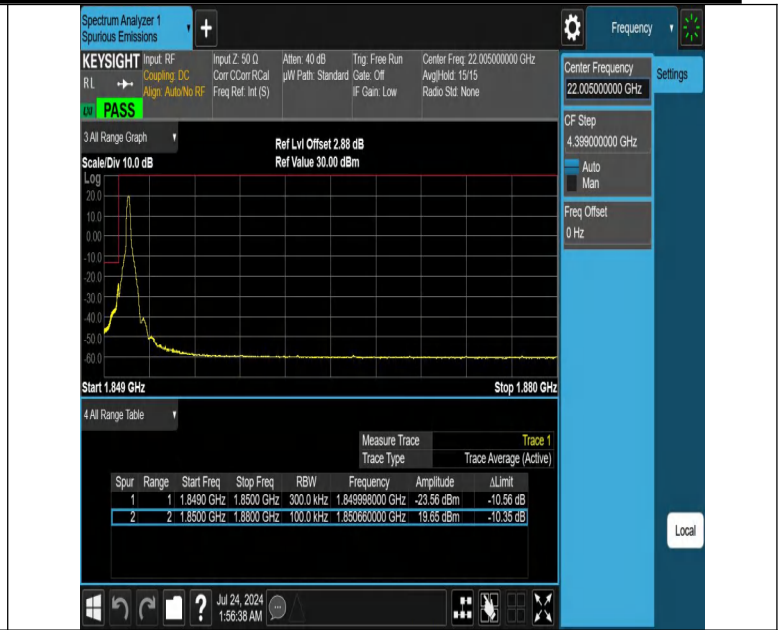 Spectrum Analyzer 1
Spurious Emissions
+
Frequency
KEYSIGHT
RL
LXI
PASS
Input: RF
Coupling: DC
Align: Auto/No RF
Input Z: 50 Ω
Corr CCorr RCal
Freq Ref: Int (S)
Atten: 40 dB
µW Path: Standard
Trig: Free Run
Gate: Off
IF Gain: Low
Center Freq: 22.005000000 GHz
Avg|Hold: 15/15
Radio Std: None
Center Frequency
22.005000000 GHz
Settings
CF Step
4.399000000 GHz
Auto
Man
Freq Offset
0 Hz
Local
3 All Range Graph
Ref Lvl Offset 2.88 dB
Scale/Div 10.0 dB
Ref Value 30.00 dBm
Log
20.0
10.0
0.00
-10.0
-20.0
-30.0
-40.0
-50.0
-60.0
Start 1.849 GHz
Stop 1.880 GHz
4 All Range Table
Measure Trace Trace 1
Trace Type Trace Average (Active)
Spur Range Start Freq Stop Freq RBW Frequency Amplitude ΔLimit
1 1 1.8490 GHz 1.8500 GHz 300.0 kHz 1.849998000 GHz -23.56 dBm -10.56 dB
2 2 1.8500 GHz 1.8800 GHz 100.0 kHz 1.850660000 GHz 19.65 dBm -10.35 dB
?
Jul 24, 2024
1:56:38 AM